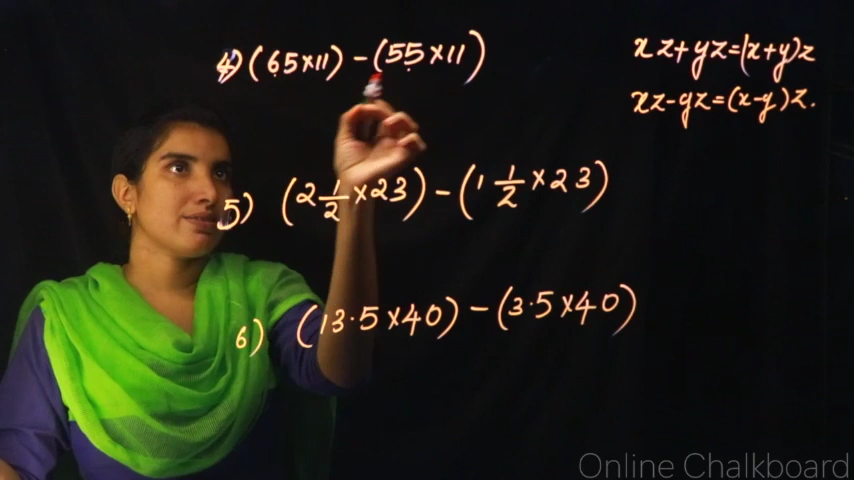 4) (65×11) - (55×11)
xz+yz=(x+y)z
xz-yz=(x-y)z.
5) (2 1/2 ×23) - (1 1/2 ×23)
6) (13.5×40) - (3.5×40)
Online Chalkboard